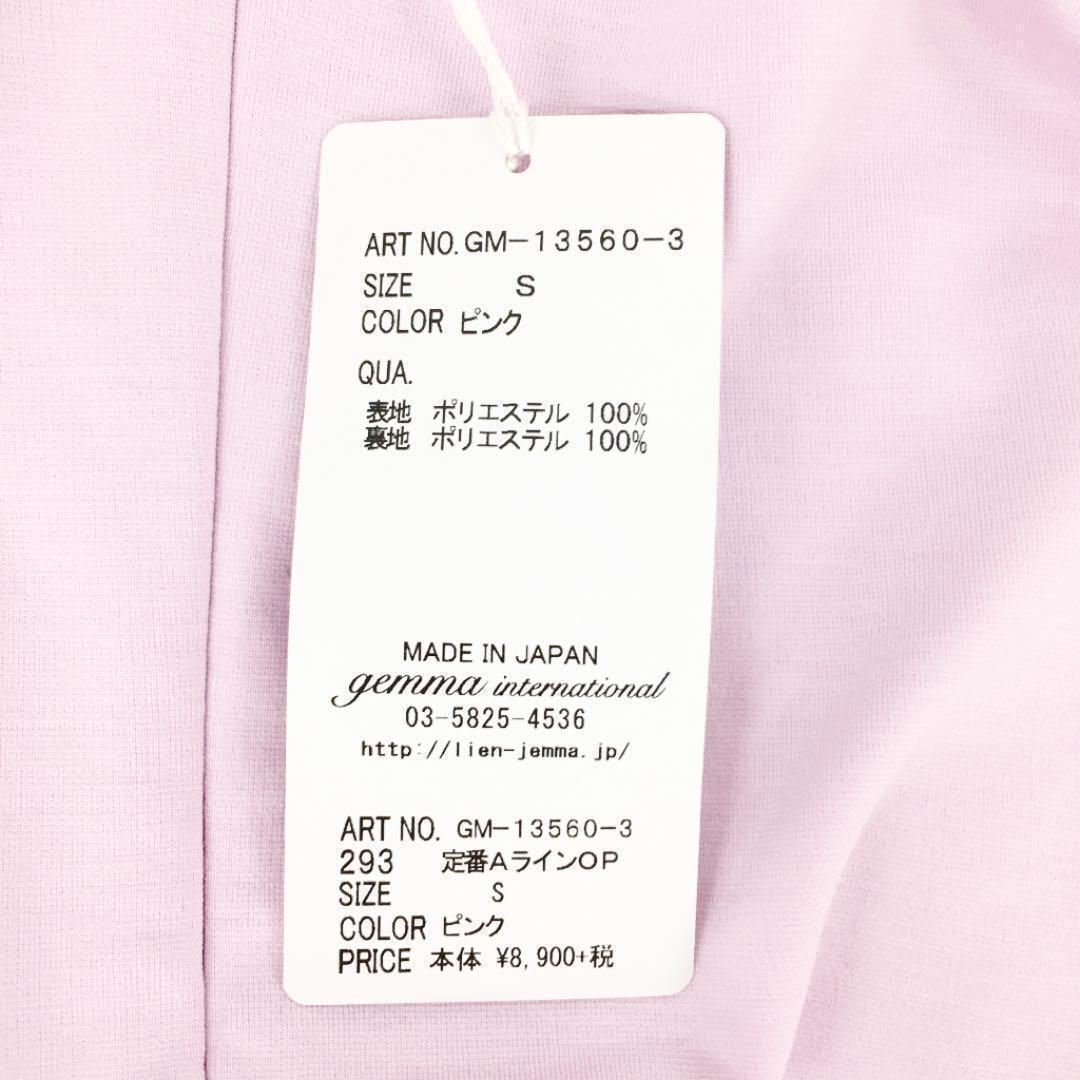 ART NO. GM-13560-3
SIZE S
COLOR ピンク
QUA.
表地 ポリエステル 100%
裏地 ポリエステル 100%
MADE IN JAPAN
gemma international
03-5825-4536
http://lien-jemma.jp/
ART NO. GM-13560-3
293 定番AラインOP
SIZE S
COLOR ピンク
PRICE 本体 ¥8,900+税